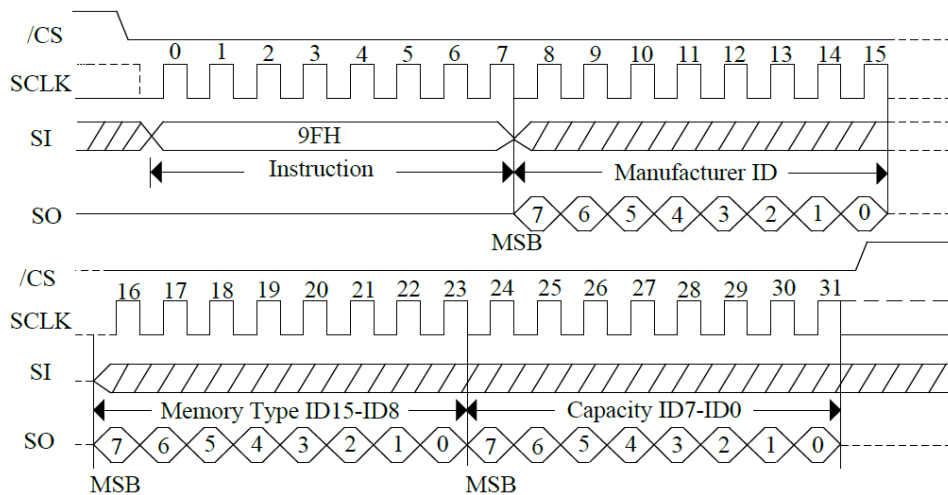 /CS
0 1 2 3 4 5 6 7 8 9 10 11 12 13 14 15
SCLK
SI 9FH
Instruction Manufacturer ID
SO 7 6 5 4 3 2 1 0
MSB
/CS
16 17 18 19 20 21 22 23 24 25 26 27 28 29 30 31
SCLK
SI
Memory Type ID15-ID8 Capacity ID7-ID0
SO 7 6 5 4 3 2 1 0 7 6 5 4 3 2 1 0
MSB MSB